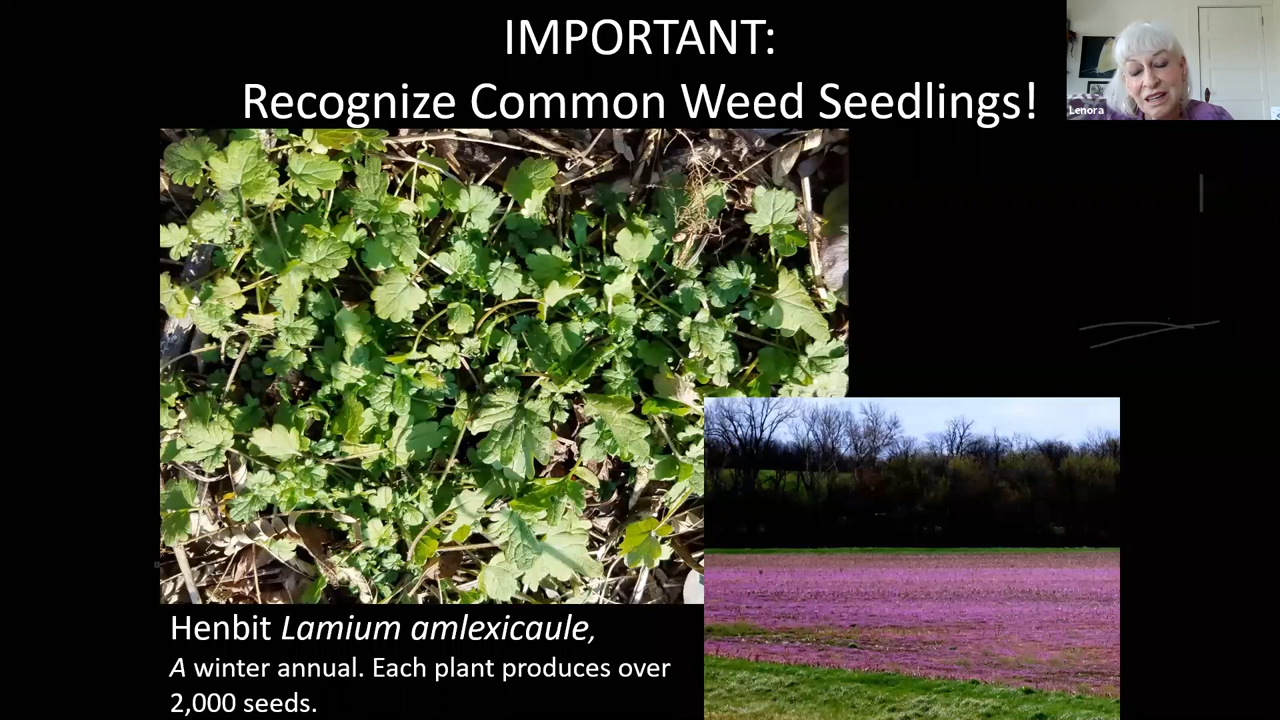 IMPORTANT:
Recognize Common Weed Seedlings!
Lenora
Henbit Lamium amlexicaule,
A winter annual. Each plant produces over
2,000 seeds.